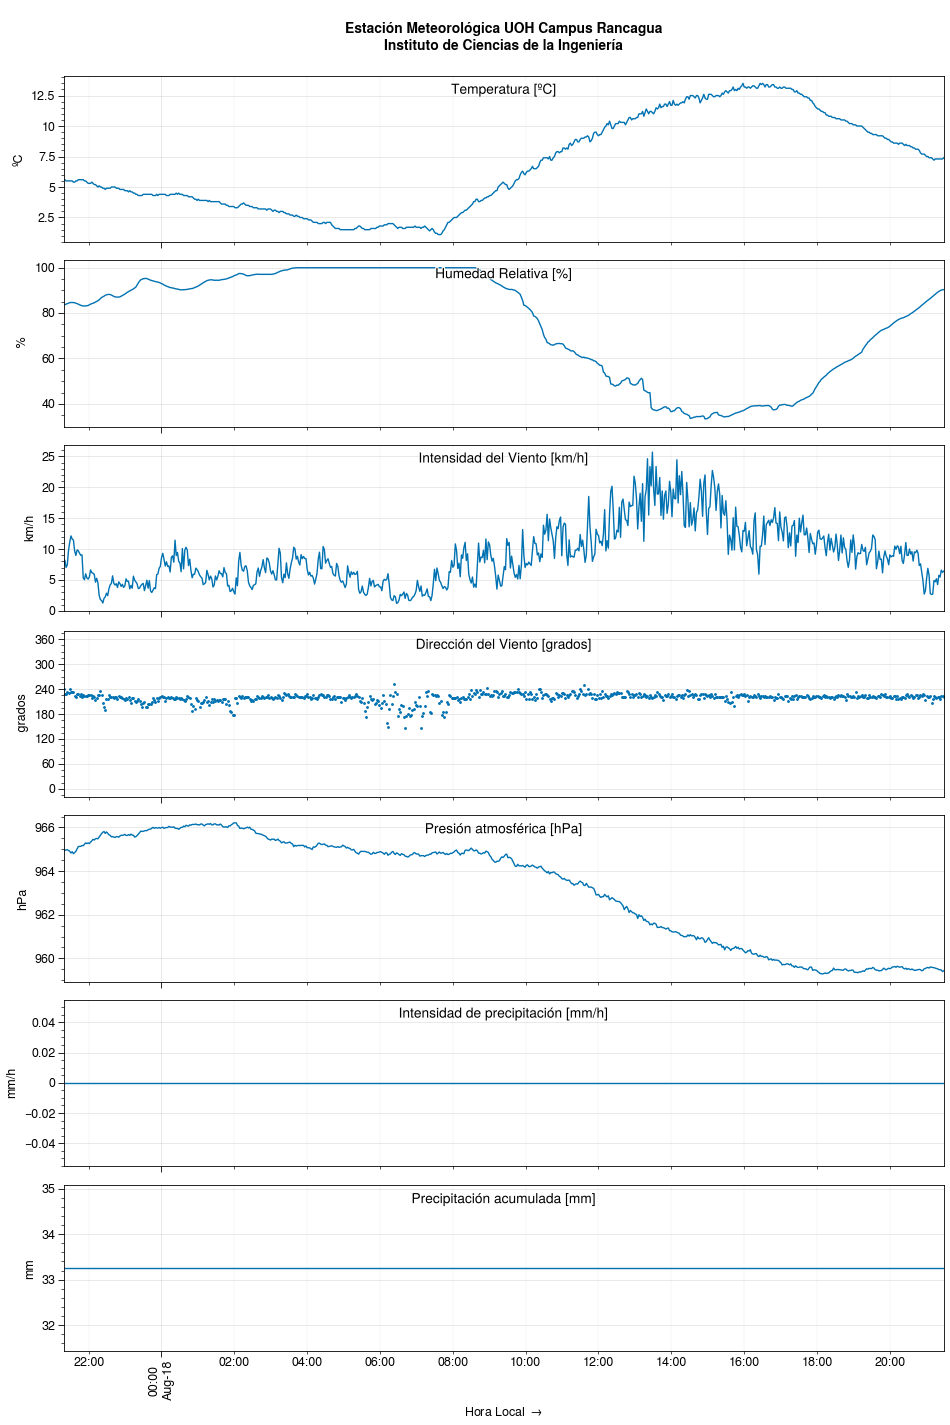 Estación Meteorológica UOH Campus Rancagua
Instituto de Ciencias de la Ingeniería
Temperatura [ºC]
12.5
10
7.5
5
2.5
ºC
Humedad Relativa [%]
100
80
60
40
%
Intensidad del Viento [km/h]
25
20
15
10
5
0
km/h
Dirección del Viento [grados]
360
300
240
180
120
60
0
grados
Presión atmosférica [hPa]
966
964
962
960
hPa
Intensidad de precipitación [mm/h]
0.04
0.02
0
−0.02
−0.04
mm/h
Precipitación acumulada [mm]
35
34
33
32
mm
22:00
00:00
Aug-18
02:00
04:00
06:00
08:00
10:00
12:00
14:00
16:00
18:00
20:00
Hora Local →